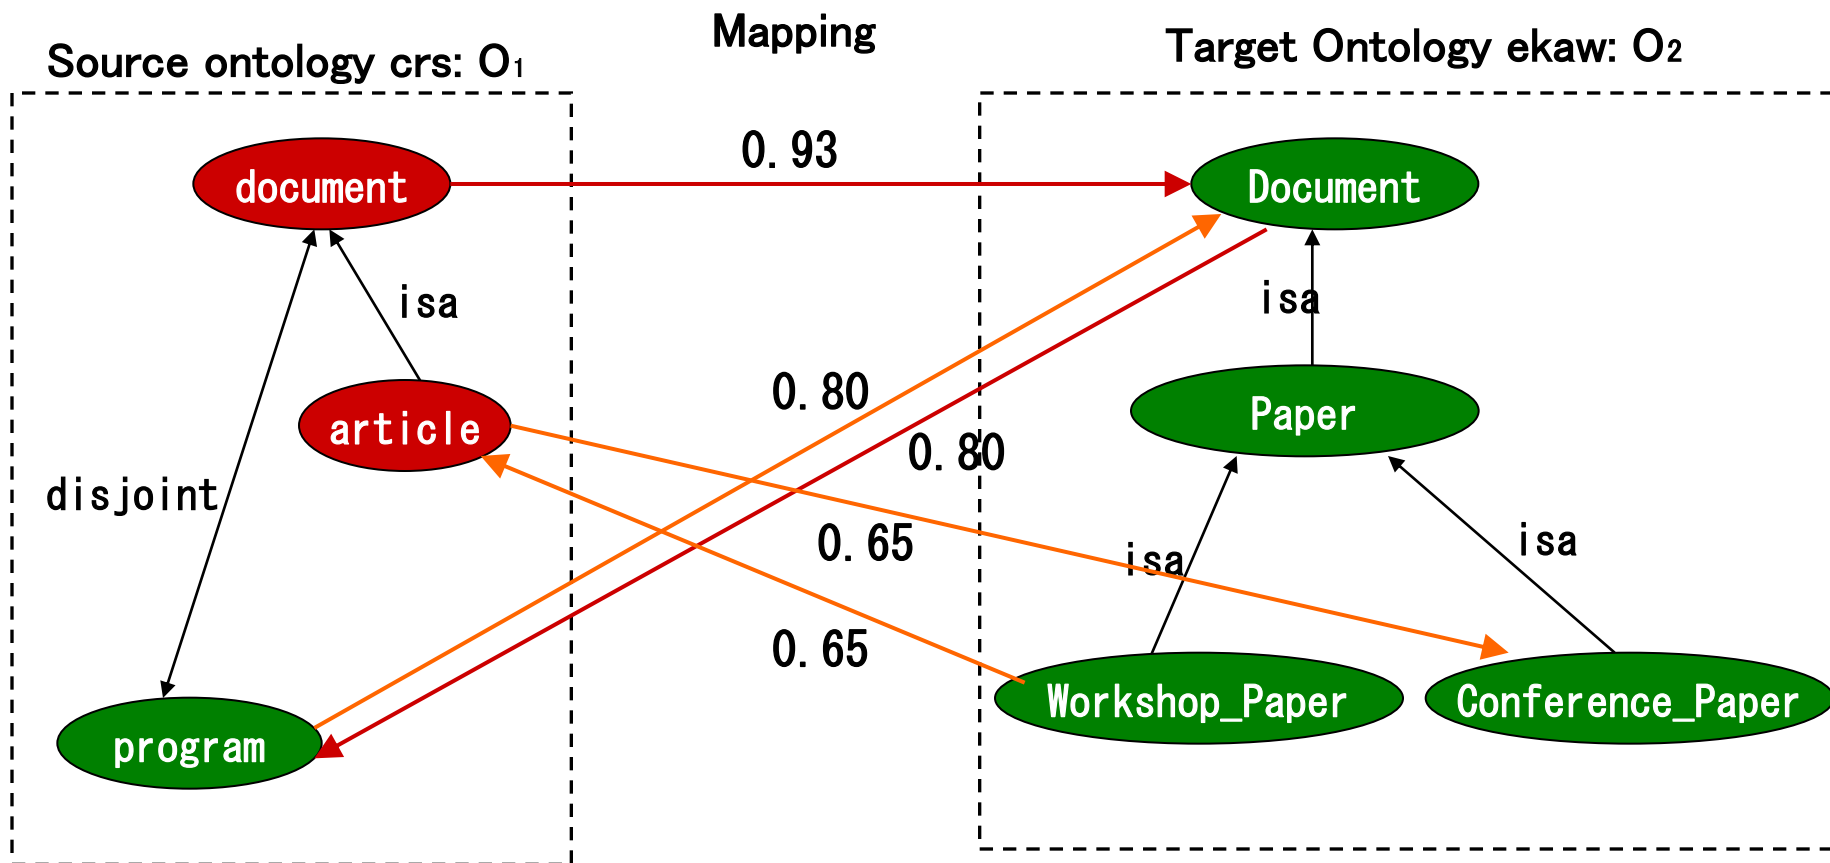 Mapping
Source ontology crs: O1
Target Ontology ekaw: O2
0.93
document
Document
isa
isa
0.80
article
Paper
0.80
disjoint
0.65
isa
isa
0.65
Workshop_Paper
Conference_Paper
program